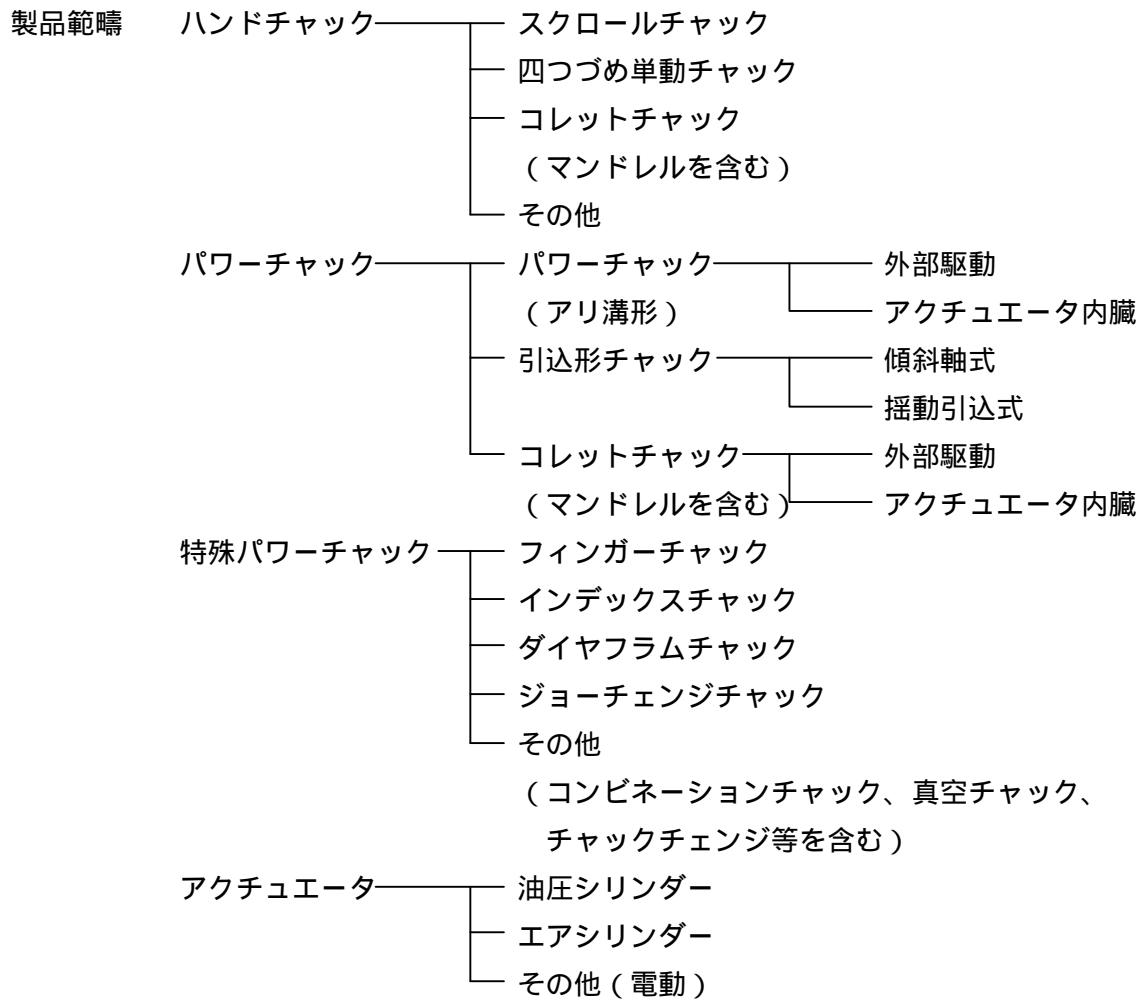 製品範疇 ハンドチャック スクロールチャック
四つづめ単動チャック
コレットチャック
（マンドレルを含む）
その他
パワーチャック パワーチャック 外部駆動
（アリ溝形） アクチュエータ内臓
引込形チャック 傾斜軸式
揺動引込式
コレットチャック 外部駆動
（マンドレルを含む） アクチュエータ内臓
特殊パワーチャック フィンガーチャック
インデックスチャック
ダイヤフラムチャック
ジョーチェンジチャック
その他
（コンビネーションチャック、真空チャック、
チャックチェンジ等を含む）
アクチュエータ 油圧シリンダー
エアシリンダー
その他（電動）